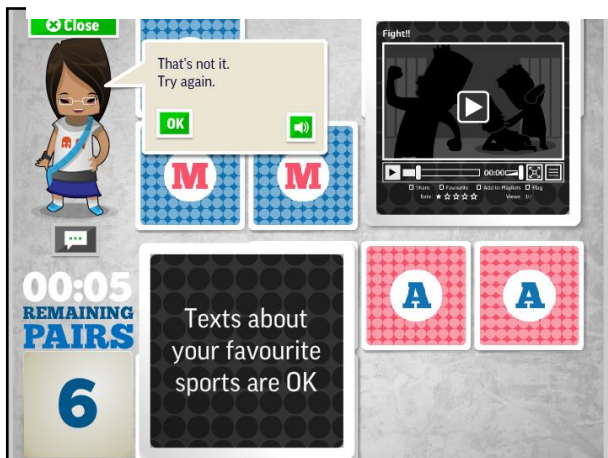 Close
That's not it.
Try again.
OK
M
M
Fight!!
00:00
Share Favourite Add to Playlists Flag
Rate: Views:
A
A
00:05
REMAINING
PAIRS
6
Texts about
your favourite
sports are OK